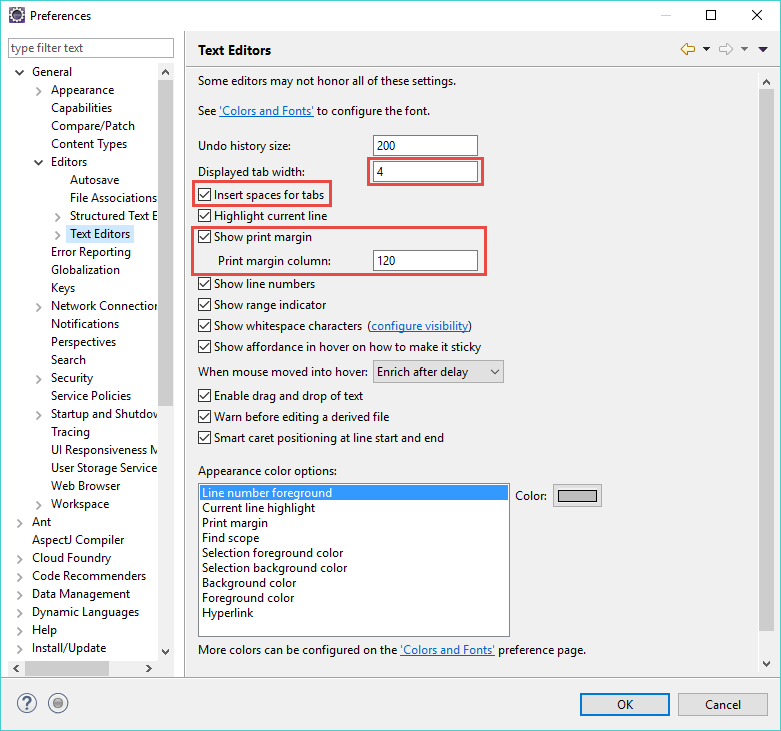 Preferences
type filter text
General
Appearance
Capabilities
Compare/Patch
Content Types
Editors
Autosave
File Associations
Structured Text E
Text Editors
Error Reporting
Globalization
Keys
Network Connection
Notifications
Perspectives
Search
Security
Service Policies
Startup and Shutdov
Tracing
UI Responsiveness M
User Storage Service
Web Browser
Workspace
Ant
AspectJ Compiler
Cloud Foundry
Code Recommenders
Data Management
Dynamic Languages
Help
Install/Update
Text Editors
Some editors may not honor all of these settings.
See 'Colors and Fonts' to configure the font.
Undo history size: 200
Displayed tab width: 4
Insert spaces for tabs
Highlight current line
Show print margin
Print margin column: 120
Show line numbers
Show range indicator
Show whitespace characters (configure visibility)
Show affordance in hover on how to make it sticky
When mouse moved into hover: Enrich after delay
Enable drag and drop of text
Warn before editing a derived file
Smart caret positioning at line start and end
Appearance color options:
Line number foreground
Current line highlight
Print margin
Find scope
Selection foreground color
Selection background color
Background color
Foreground color
Hyperlink
Color:
More colors can be configured on the 'Colors and Fonts' preference page.
?
OK
Cancel